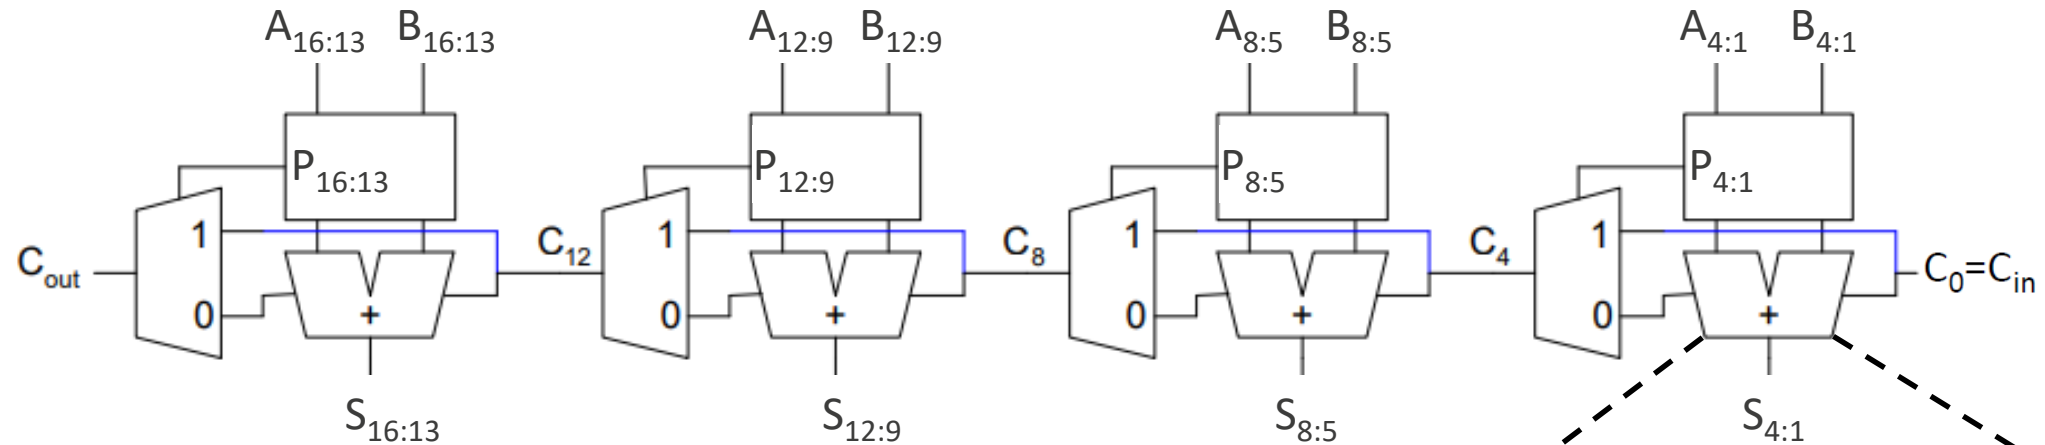 A16:13 B16:13 A12:9 B12:9 A8:5 B8:5 A4:1 B4:1
P16:13 P12:9 P8:5 P4:1
1 1 1 1
Cout C12 C8 C4 C0=Cin
0 + 0 + 0 + 0 +
S16:13 S12:9 S8:5 S4:1